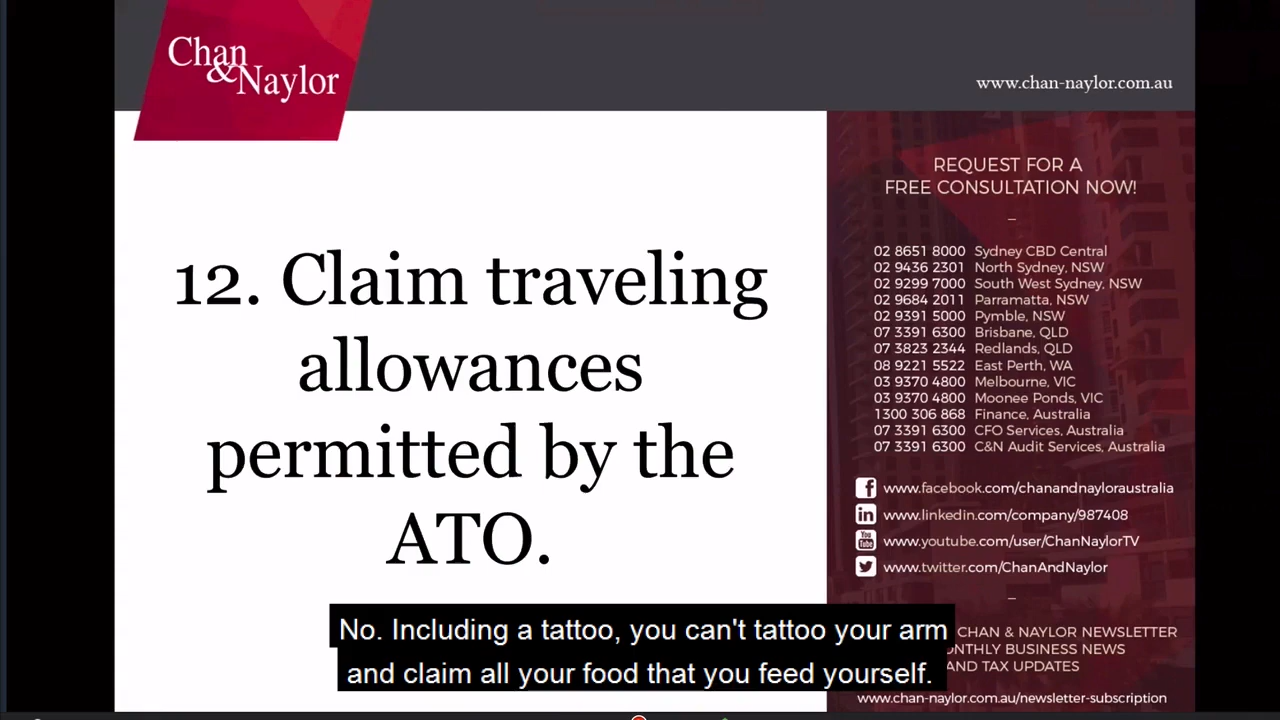 Chan
&Naylor
www.chan-naylor.com.au
12. Claim traveling
allowances
permitted by the
ATO.
REQUEST FOR A
FREE CONSULTATION NOW!
02 8651 8000 Sydney CBD Central
02 9436 2301 North Sydney, NSW
02 9299 7000 South West Sydney, NSW
02 9684 2011 Parramatta, NSW
02 9391 5000 Pymble, NSW
07 3391 6300 Brisbane, QLD
07 3823 2344 Redlands, QLD
08 9221 5522 East Perth, WA
03 9370 4800 Melbourne, VIC
03 9370 4800 Moonee Ponds, VIC
1300 306 868 Finance, Australia
07 3391 6300 CFO Services, Australia
07 3391 6300 C&N Audit Services, Australia
www.facebook.com/chanandnayloraustralia
www.linkedin.com/company/987408
www.youtube.com/user/ChanNaylorTV
www.twitter.com/ChanAndNaylor
CHAN & NAYLOR NEWSLETTER
BUSINESS NEWS
AND TAX UPDATES
www.chan-naylor.com.au/newsletter-subscription
No. Including a tattoo, you can't tattoo your arm
and claim all your food that you feed yourself.